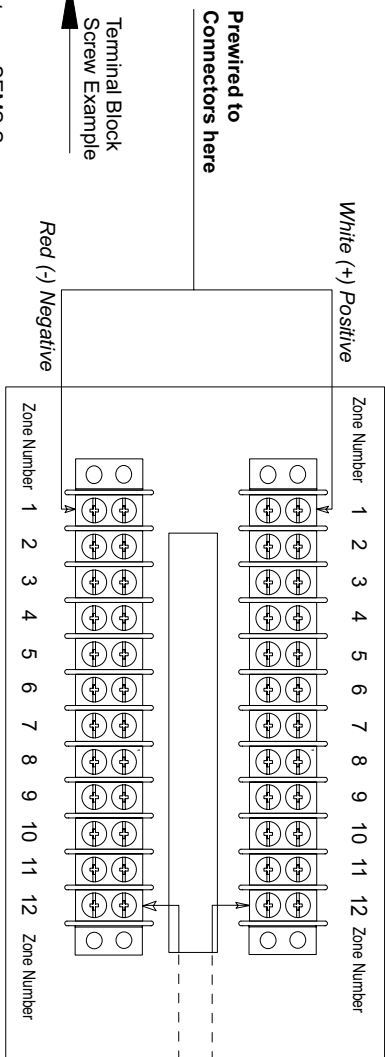 Prewired to
Connectors here
Terminal Block
Screw Example
White (+) Positive
Red (-) Negative
Zone Number 1 2 3 4 5 6 7 8 9 10 11 12 Zone Number
Zone Number 1 2 3 4 5 6 7 8 9 10 11 12 Zone Number